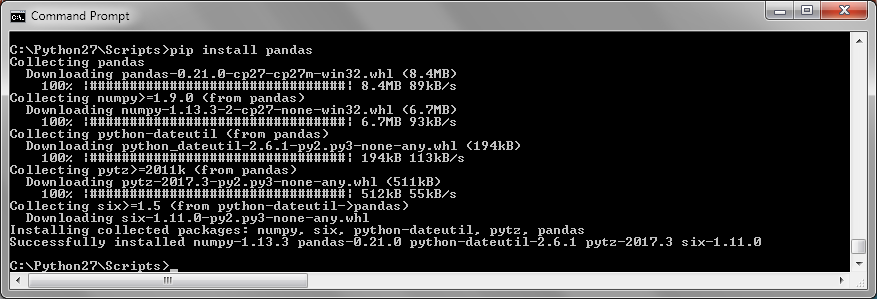 Command Prompt
C:\Python27\Scripts>pip install pandas
Collecting pandas
  Downloading pandas-0.21.0-cp27-cp27m-win32.whl (8.4MB)
    100% |################################| 8.4MB 89kB/s
Collecting numpy>=1.9.0 (from pandas)
  Downloading numpy-1.13.3-2-cp27-none-win32.whl (6.7MB)
    100% |################################| 6.7MB 93kB/s
Collecting python-dateutil (from pandas)
  Downloading python_dateutil-2.6.1-py2.py3-none-any.whl (194kB)
    100% |################################| 194kB 113kB/s
Collecting pytz>=2011k (from pandas)
  Downloading pytz-2017.3-py2.py3-none-any.whl (511kB)
    100% |################################| 512kB 55kB/s
Collecting six>=1.5 (from python-dateutil->pandas)
  Downloading six-1.11.0-py2.py3-none-any.whl
Installing collected packages: numpy, six, python-dateutil, pytz, pandas
Successfully installed numpy-1.13.3 pandas-0.21.0 python-dateutil-2.6.1 pytz-2017.3 six-1.11.0
C:\Python27\Scripts>_